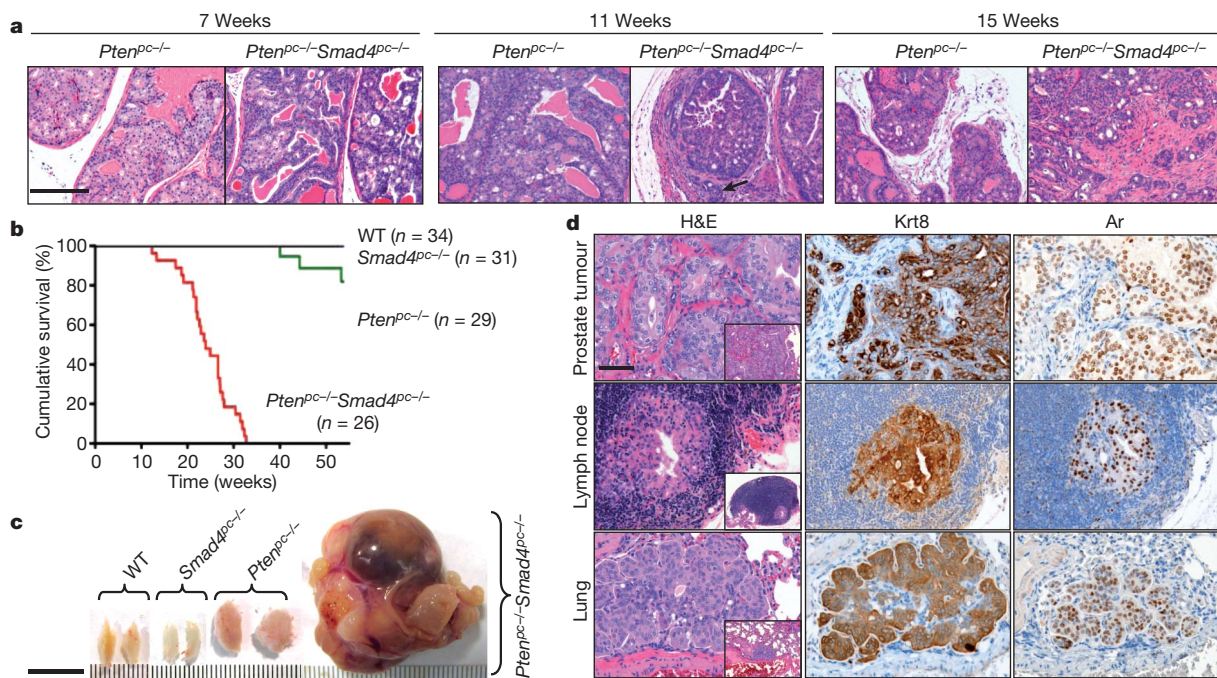 a
7 Weeks
11 Weeks
15 Weeks
Pten^pc–/–
Pten^pc–/–Smad4^pc–/–
Pten^pc–/–
Pten^pc–/–Smad4^pc–/–
Pten^pc–/–
Pten^pc–/–Smad4^pc–/–
b
Cumulative survival (%)
100
80
60
40
20
0
0 10 20 30 40 50
Time (weeks)
WT (n = 34)
Smad4^pc–/– (n = 31)
Pten^pc–/– (n = 29)
Pten^pc–/–Smad4^pc–/–
(n = 26)
c
WT
Smad4^pc–/–
Pten^pc–/–
Pten^pc–/–Smad4^pc–/–
d
H&E
Krt8
Ar
Prostate tumour
Lymph node
Lung